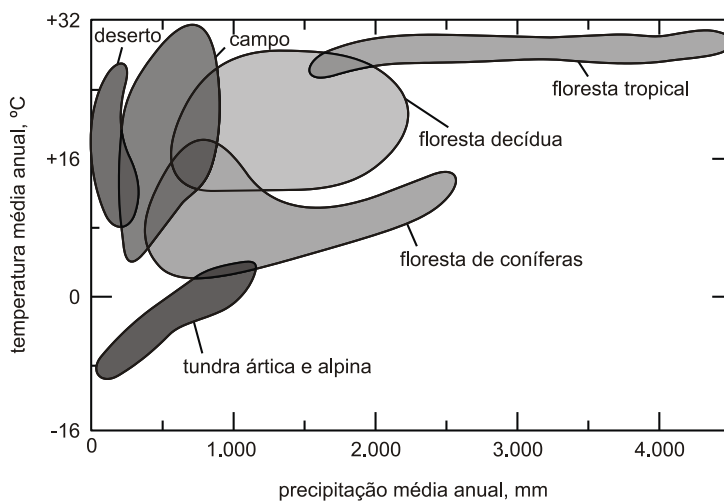 +32
deserto
campo
floresta tropical
floresta decídua
+16
floresta de coníferas
0
tundra ártica e alpina
-16
0
1.000
2.000
3.000
4.000
temperatura média anual, ºC
precipitação média anual, mm